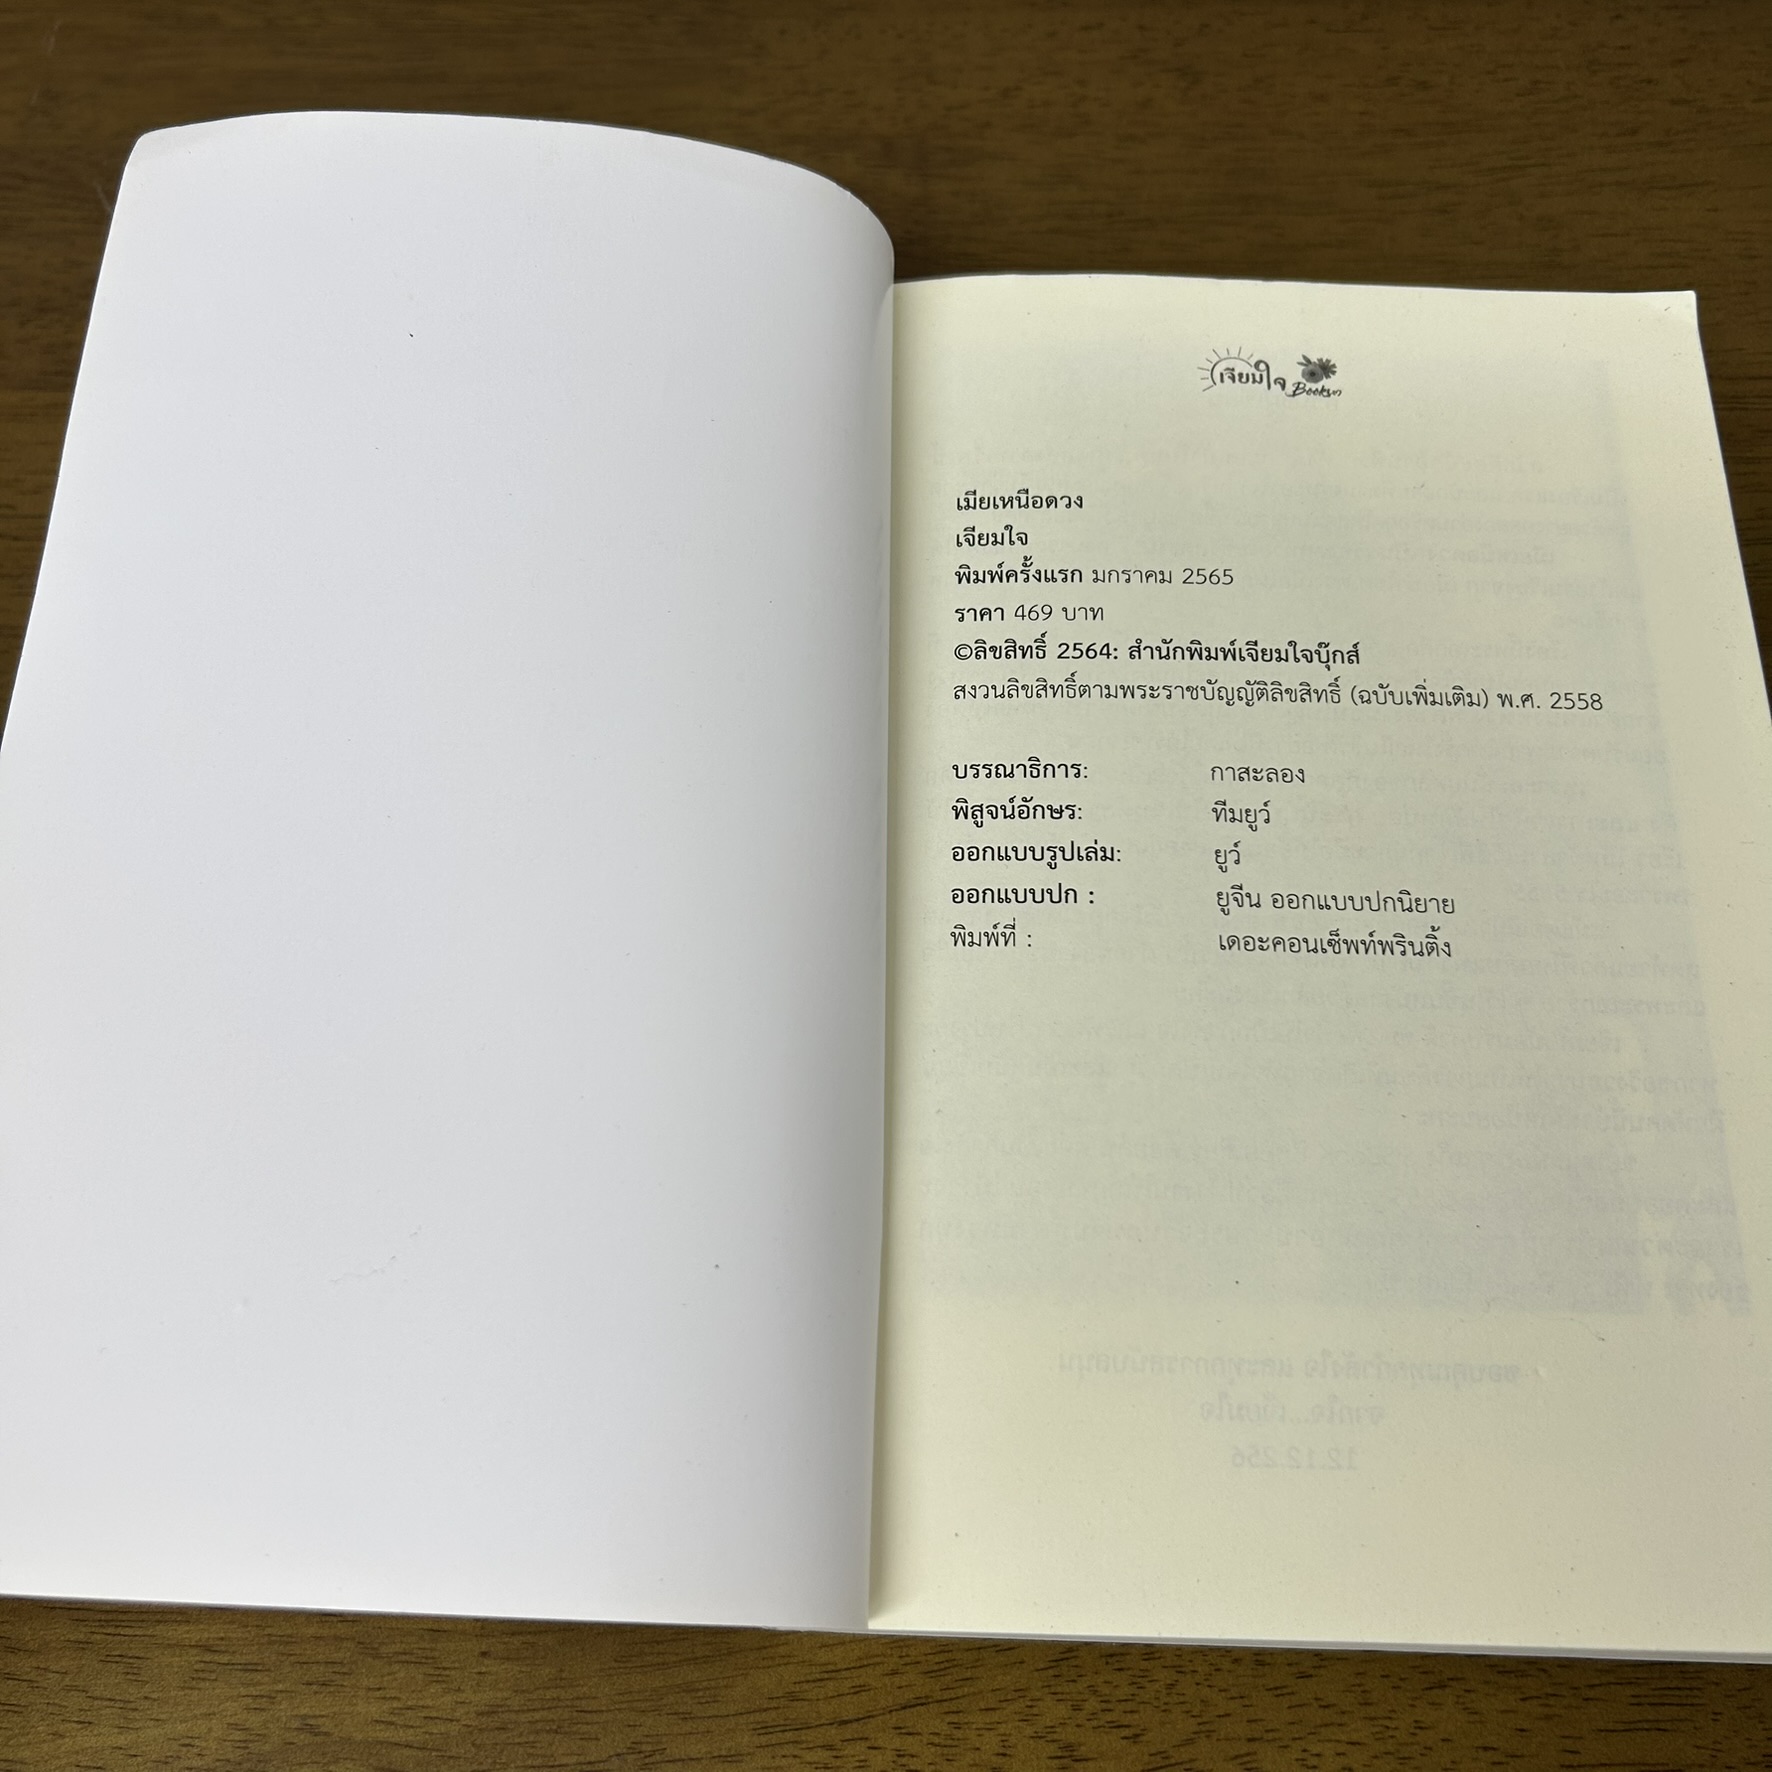 เจียมใจ Books
เมียเหนือดวง
เจียมใจ
พิมพ์ครั้งแรก มกราคม 2565
ราคา 469 บาท
©ลิขสิทธิ์ 2564: สำนักพิมพ์เจียมใจบุ๊กส์
สงวนลิขสิทธิ์ตามพระราชบัญญัติลิขสิทธิ์ (ฉบับเพิ่มเติม) พ.ศ. 2558
บรรณาธิการ: กาสะลอง
พิสูจน์อักษร: ทีมยูว์
ออกแบบรูปเล่ม: ยูว์
ออกแบบปก : ยูจีน ออกแบบปกนิยาย
พิมพ์ที่ : เดอะคอนเซ็พท์พรินติ้ง